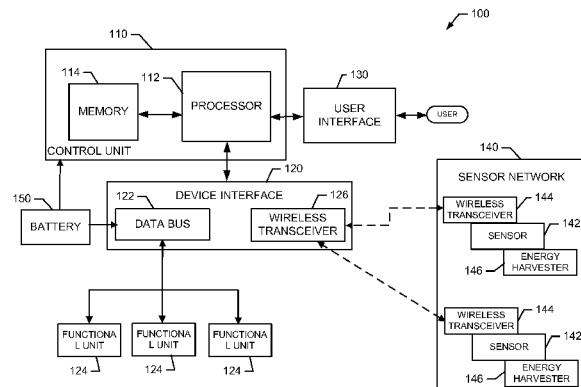 100
110
114
112
MEMORY
PROCESSOR
CONTROL UNIT
130
USER
INTERFACE
USER
120
DEVICE INTERFACE
122
DATA BUS
126
WIRELESS
TRANSCEIVER
150
BATTERY
FUNCTIONA
L UNIT
FUNCTIONA
L UNIT
FUNCTIONA
L UNIT
124
124
124
140
SENSOR NETWORK
144
WIRELESS
TRANSCEIVER
142
SENSOR
146
ENERGY
HARVESTER
144
WIRELESS
TRANSCEIVER
142
SENSOR
146
ENERGY
HARVESTER